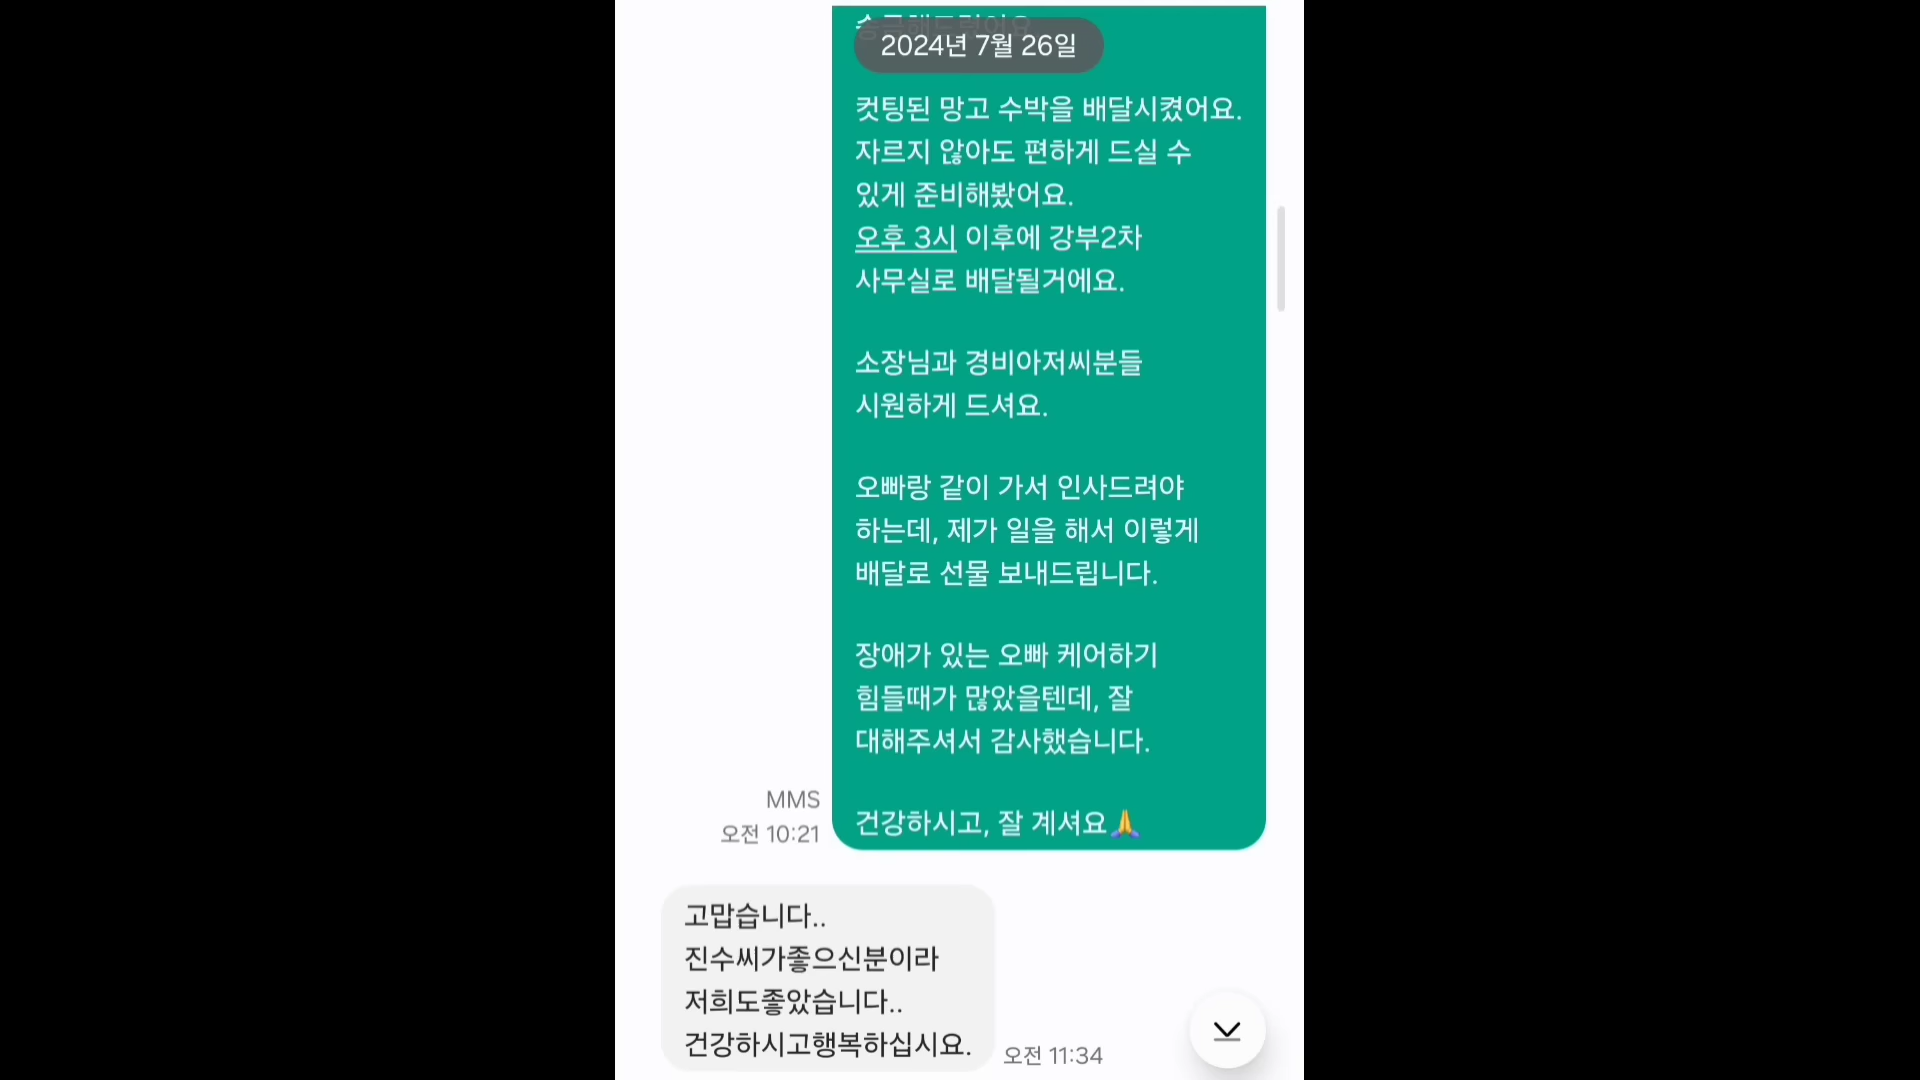 2024년 7월 26일
컷팅된 망고 수박을 배달시켰어요.
자르지 않아도 편하게 드실 수
있게 준비해봤어요.
오후 3시 이후에 강부2차
사무실로 배달될거에요.
소장님과 경비아저씨분들
시원하게 드셔요.
오빠랑 같이 가서 인사드려야
하는데, 제가 일을 해서 이렇게
배달로 선물 보내드립니다.
장애가 있는 오빠 케어하기
힘들때가 많았을텐데, 잘
대해주셔서 감사했습니다.
건강하시고, 잘 계셔요🙏
MMS
오전 10:21
고맙습니다..
진수씨가좋으신분이라
저희도좋았습니다..
건강하시고행복하십시요.
오전 11:34